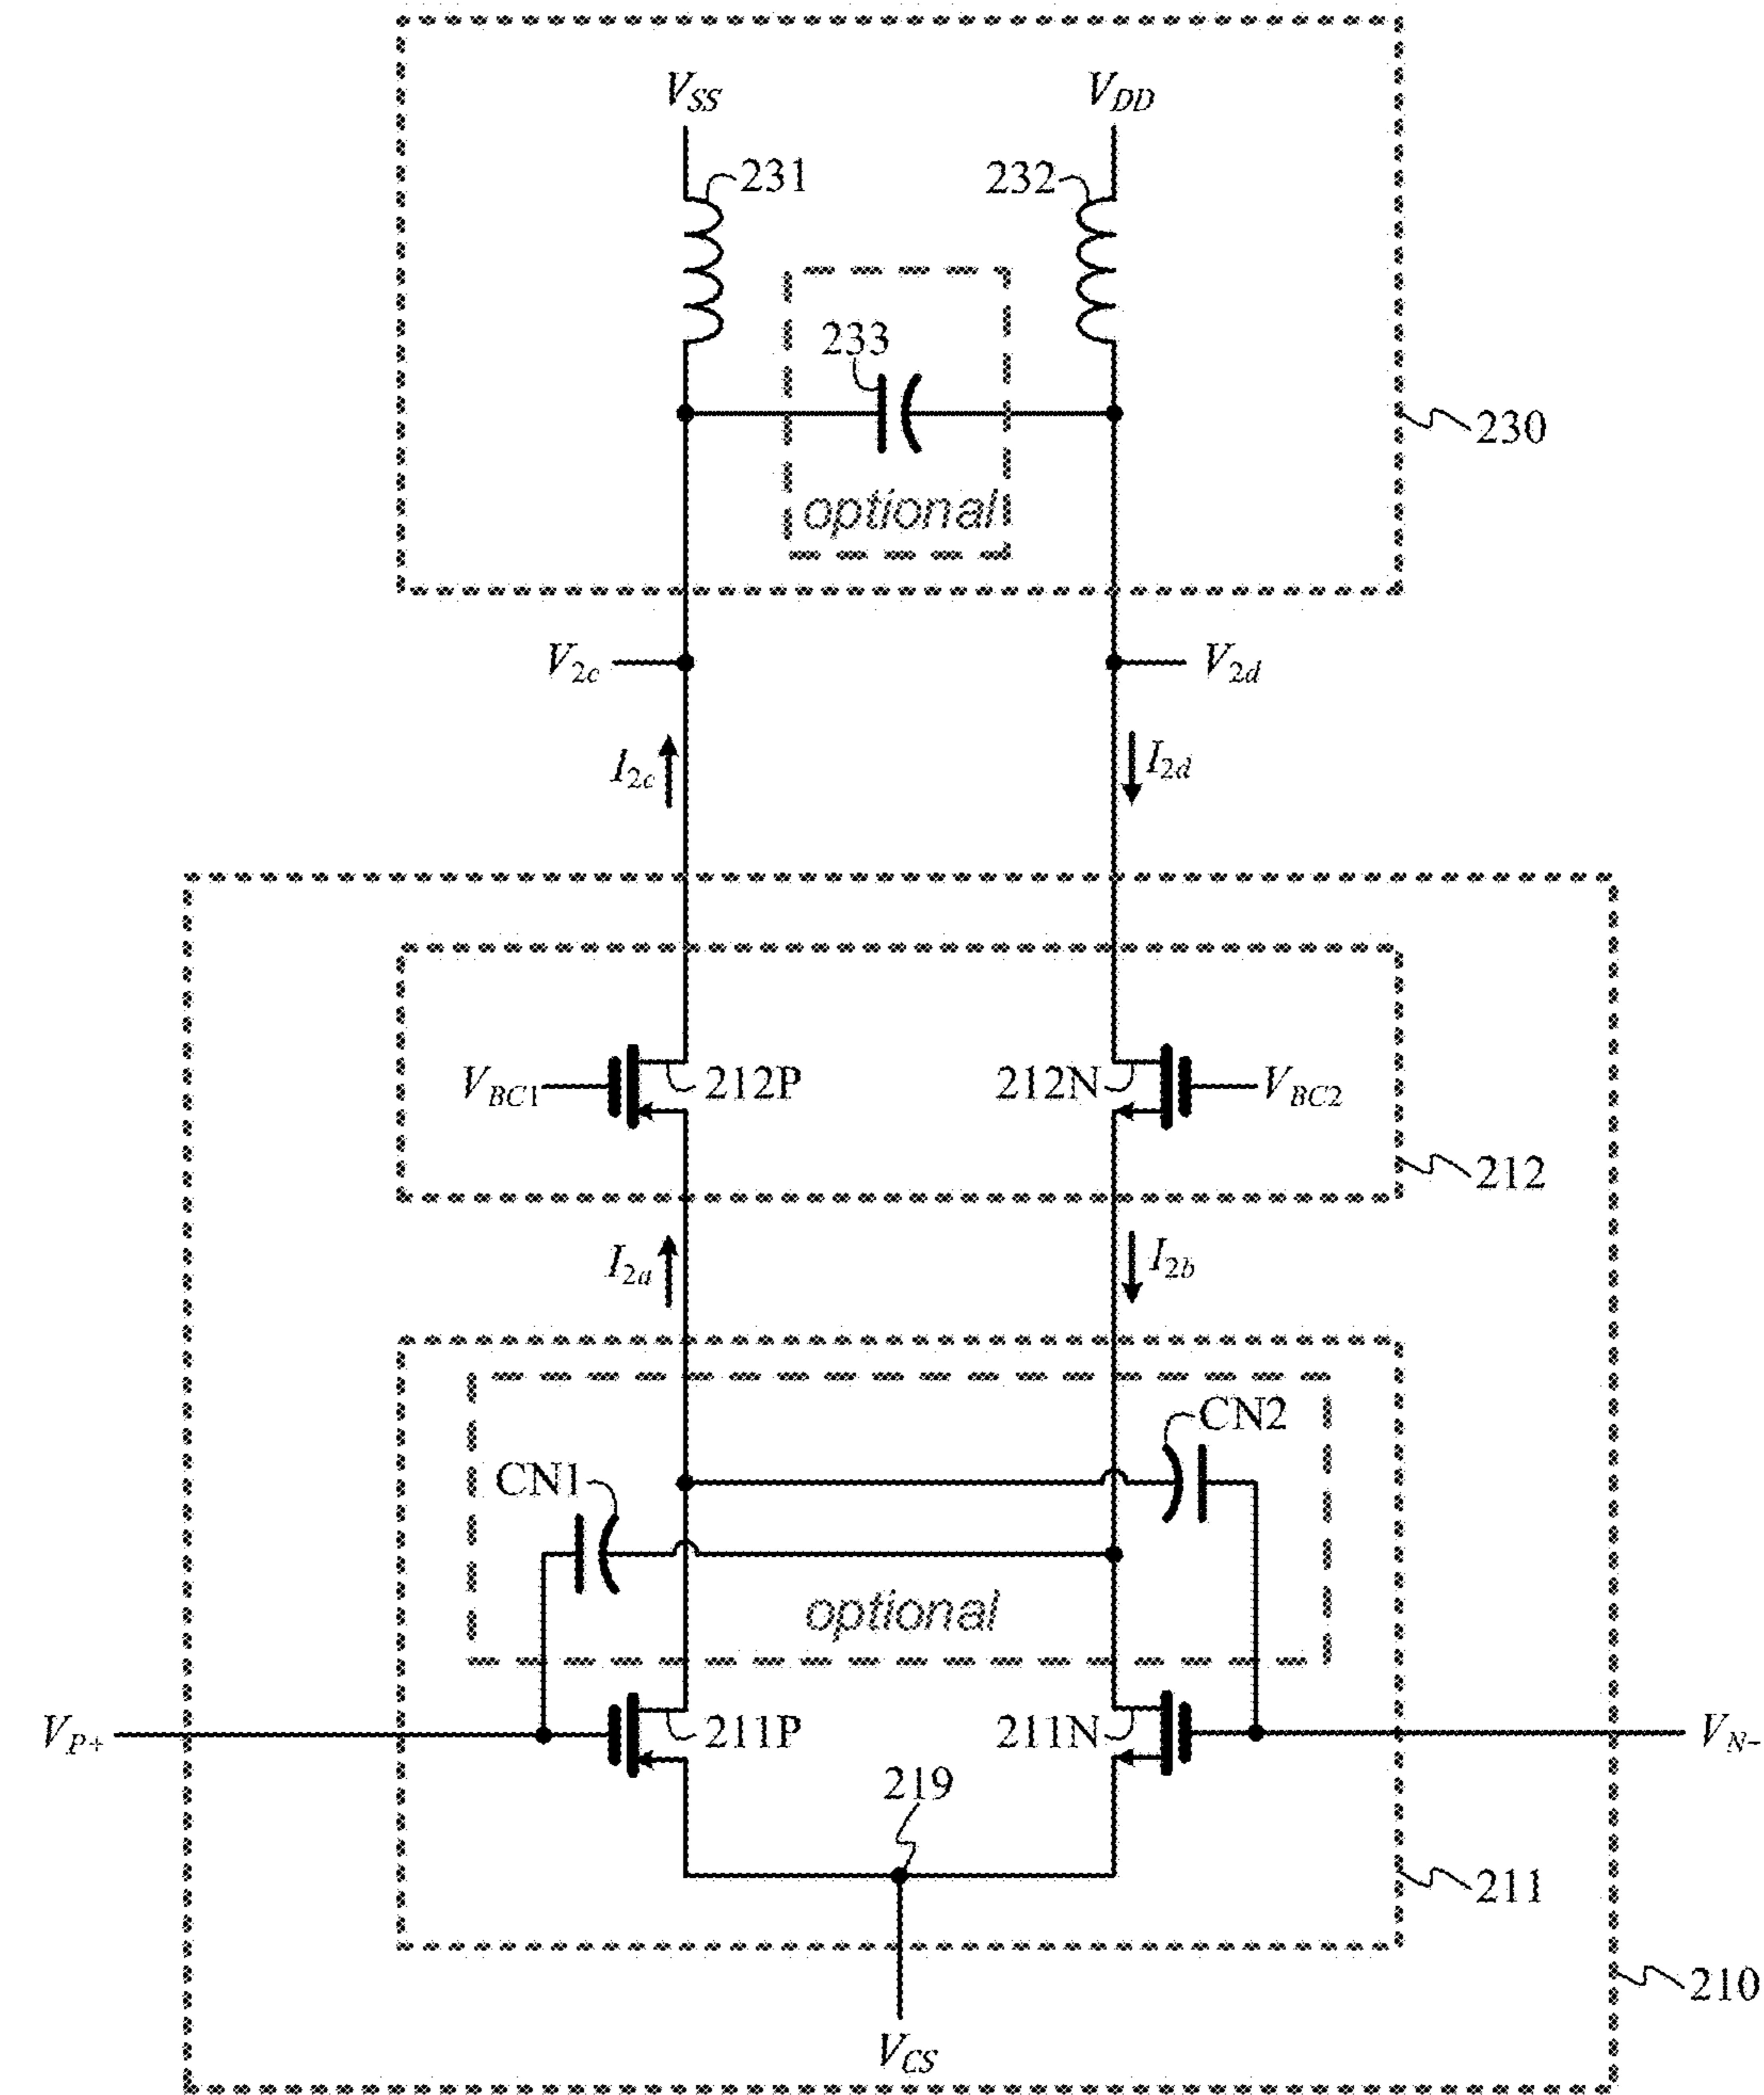 VSS VDD
231 232
233
230
optional
V2c V2d
I2c I2d
VBC1 212P 212N VBC2
212
I2a I2b
CN2
CN1
optional
VP+ 211P 211N VN-
219
211
210
VCS